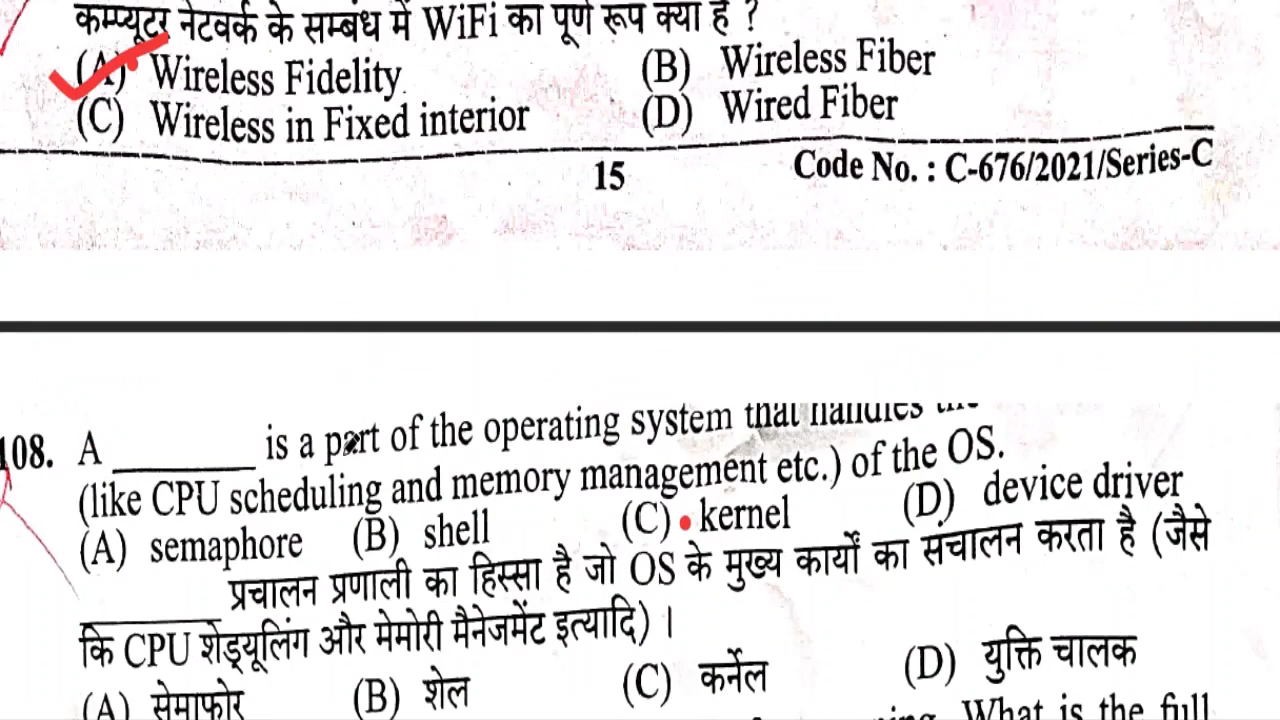 कम्प्यूटर नेटवर्क के सम्बंध में WiFi का पूर्ण रूप क्या है ?
(A) Wireless Fidelity (B) Wireless Fiber
(C) Wireless in Fixed interior (D) Wired Fiber
15 Code No. : C-676/2021/Series-C
108. A ________ is a part of the operating system that handles the
(like CPU scheduling and memory management etc.) of the OS.
(A) semaphore (B) shell (C) kernel (D) device driver
________ प्रचालन प्रणाली का हिस्सा है जो OS के मुख्य कार्यों का संचालन करता है (जैसे
कि CPU शेड्यूलिंग और मेमोरी मैनेजमेंट इत्यादि) ।
(A) सेमाफोर (B) शेल (C) कर्नेल (D) युक्ति चालक
What is the full